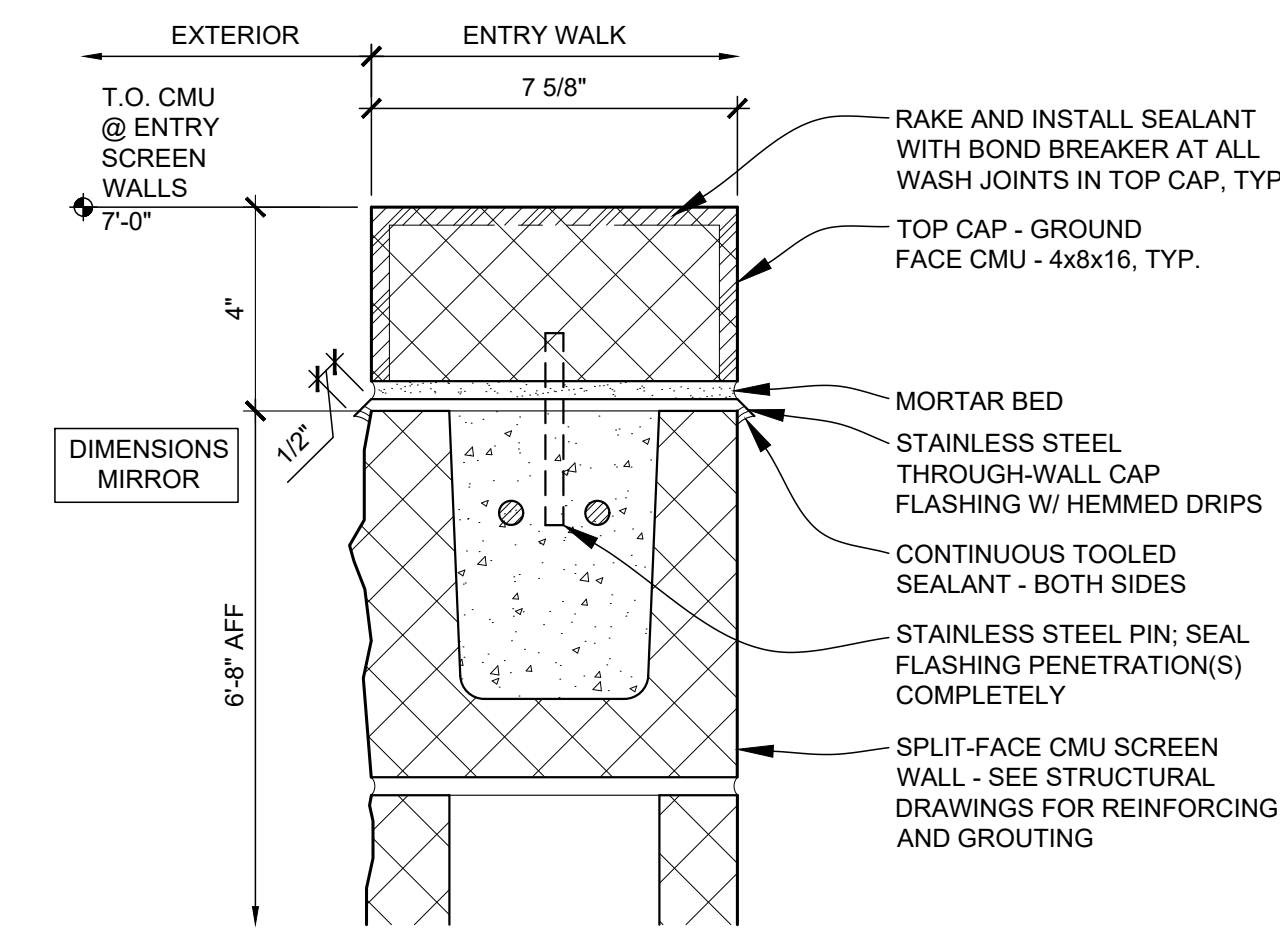 EXTERIOR
ENTRY WALK
7 5/8"
T.O. CMU
@ ENTRY
SCREEN
WALLS
7'-0"
4"
1/2"
DIMENSIONS
MIRROR
6'-8" AFF
RAKE AND INSTALL SEALANT
WITH BOND BREAKER AT ALL
WASH JOINTS IN TOP CAP, TYP
TOP CAP - GROUND
FACE CMU - 4x8x16, TYP.
MORTAR BED
STAINLESS STEEL
THROUGH-WALL CAP
FLASHING W/ HEMMED DRIPS
CONTINUOUS TOOLED
SEALANT - BOTH SIDES
STAINLESS STEEL PIN; SEAL
FLASHING PENETRATION(S)
COMPLETELY
SPLIT-FACE CMU SCREEN
WALL - SEE STRUCTURAL
DRAWINGS FOR REINFORCING
AND GROUTING